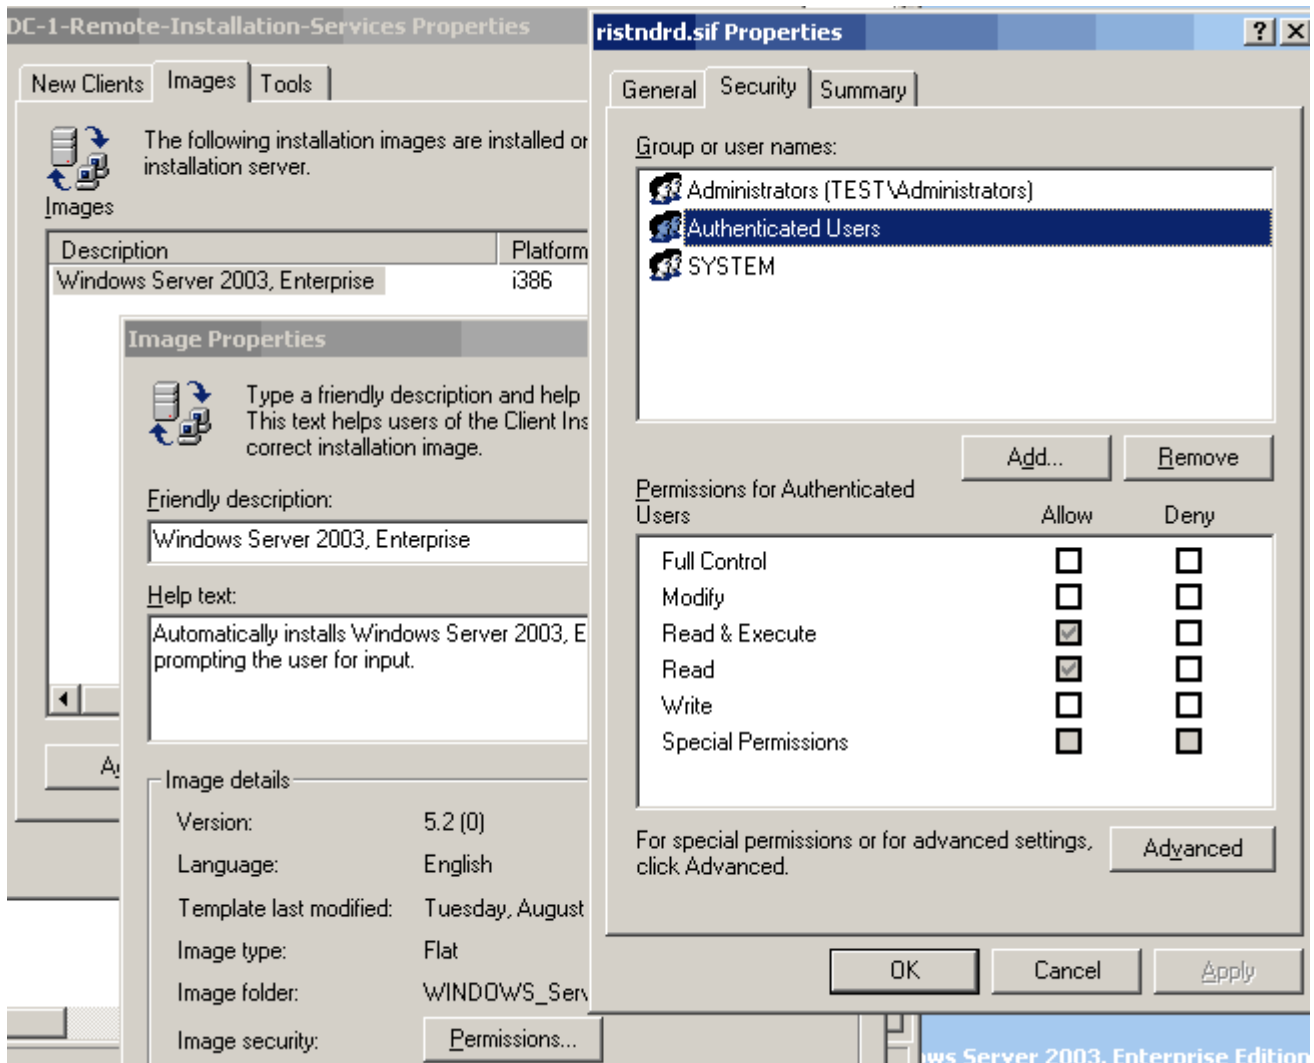 DC-1-Remote-Installation-Services Properties
New Clients Images Tools
The following installation images are installed or
installation server.
Images
Description Platform
Windows Server 2003, Enterprise i386
Image Properties
Type a friendly description and help
This text helps users of the Client Ins
correct installation image.
Friendly description:
Windows Server 2003, Enterprise
Help text:
Automatically installs Windows Server 2003, E
prompting the user for input.
Image details
Version: 5.2 (0)
Language: English
Template last modified: Tuesday, August
Image type: Flat
Image folder: WINDOWS_Serv
Image security: Permissions...
ristndrd.sif Properties
General Security Summary
Group or user names:
Administrators (TEST\Administrators)
Authenticated Users
SYSTEM
Add... Remove
Permissions for Authenticated
Users Allow Deny
Full Control
Modify
Read & Execute
Read
Write
Special Permissions
For special permissions or for advanced settings,
click Advanced.
Advanced
OK Cancel Apply
ows Server 2003, Enterprise Edition